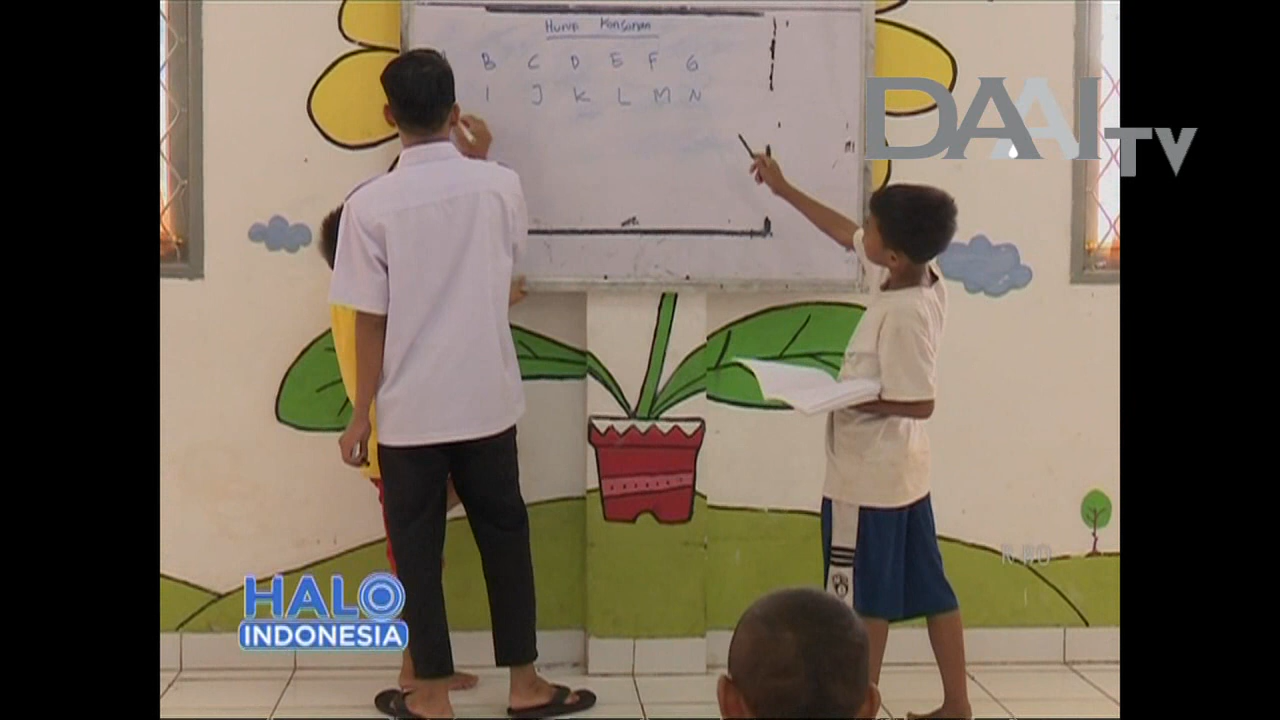 Huruf Konsonan
B C D E F G
I J K L M N
DAAI TV
HALO
INDONESIA